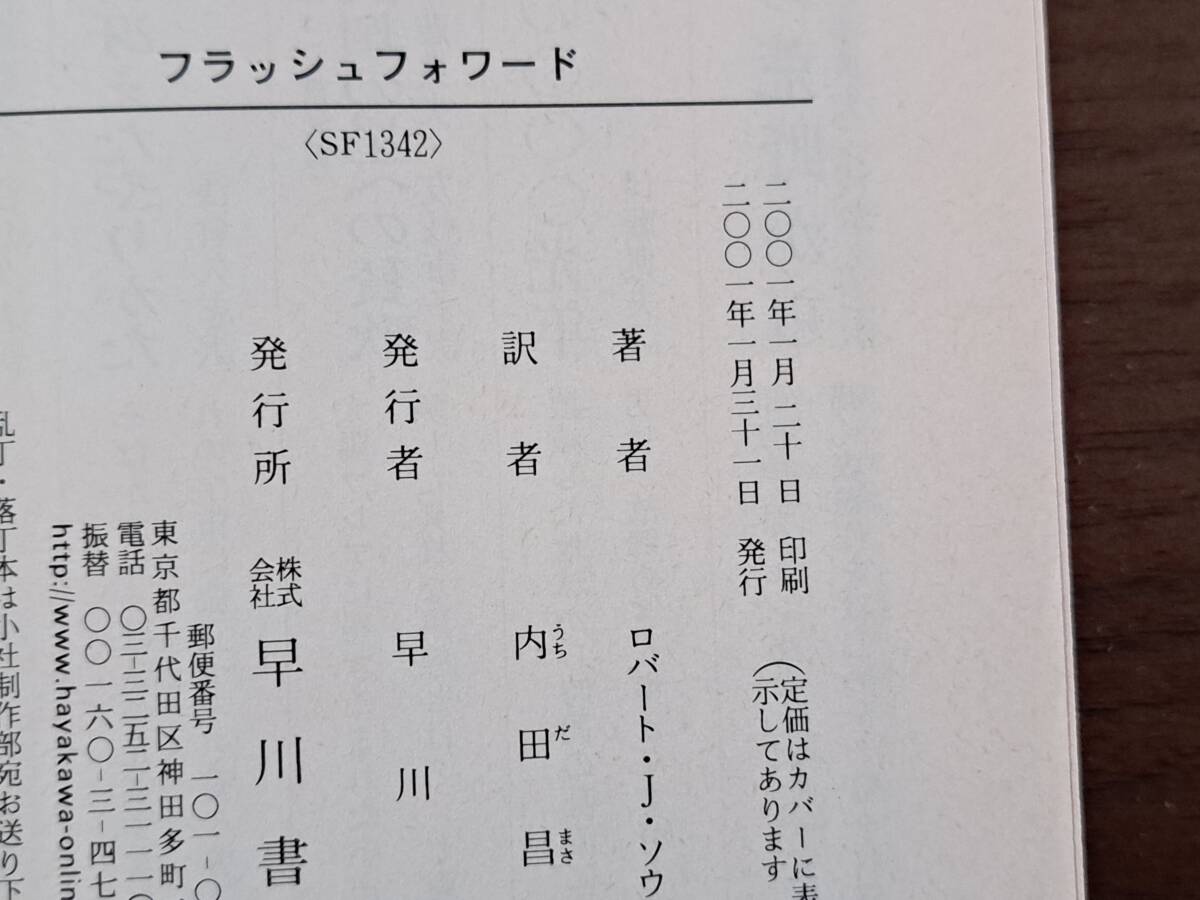 フラッシュフォワード
〈SF1342〉
二〇〇一年一月二十日 印刷
二〇〇一年一月三十一日 発行
（定価はカバーに表
示してあります
著者 ロバート・J・ソウ
訳者 内田昌
うち だ まさ
発行者 早川
発行所 株式会社 早川書
郵便番号 一〇一-〇
東京都千代田区神田多町
電話 〇三-三二五二-三一一一
振替 〇〇一六〇-三-四七
http://www.hayakawa-onlin
乱丁・落丁本は小社制作部宛お送り下